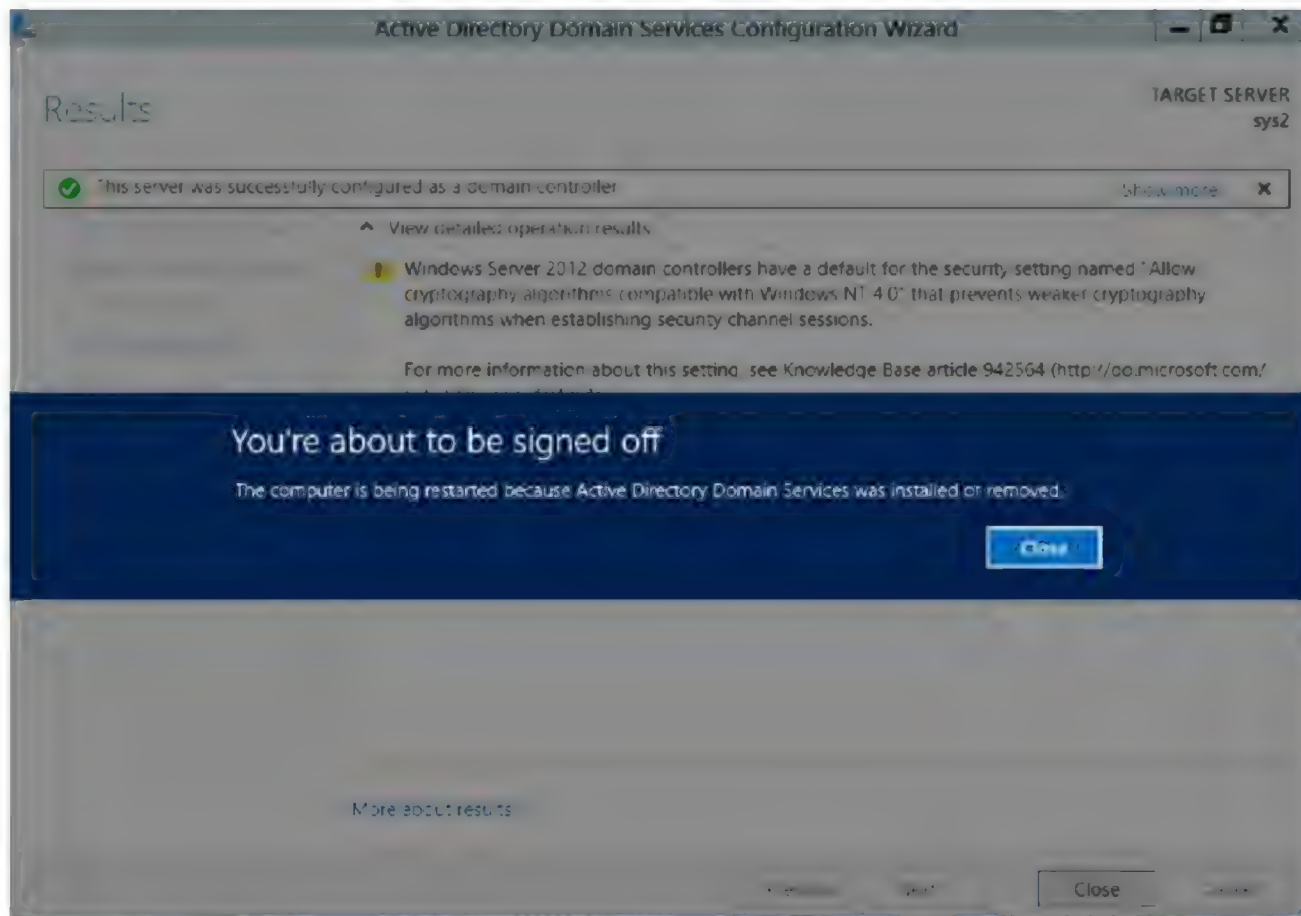 Active Directory Domain Services Configuration Wizard
Results
TARGET SERVER
sys2
This server was successfully configured as a domain controller
Show more
View detailed operation results
Windows Server 2012 domain controllers have a default for the security setting named "Allow
cryptography algorithms compatible with Windows NT 4.0" that prevents weaker cryptography
algorithms when establishing security channel sessions.
For more information about this setting, see Knowledge Base article 942564 (http://go.microsoft.com/
You're about to be signed off
The computer is being restarted because Active Directory Domain Services was installed or removed.
Close
More about results
Close